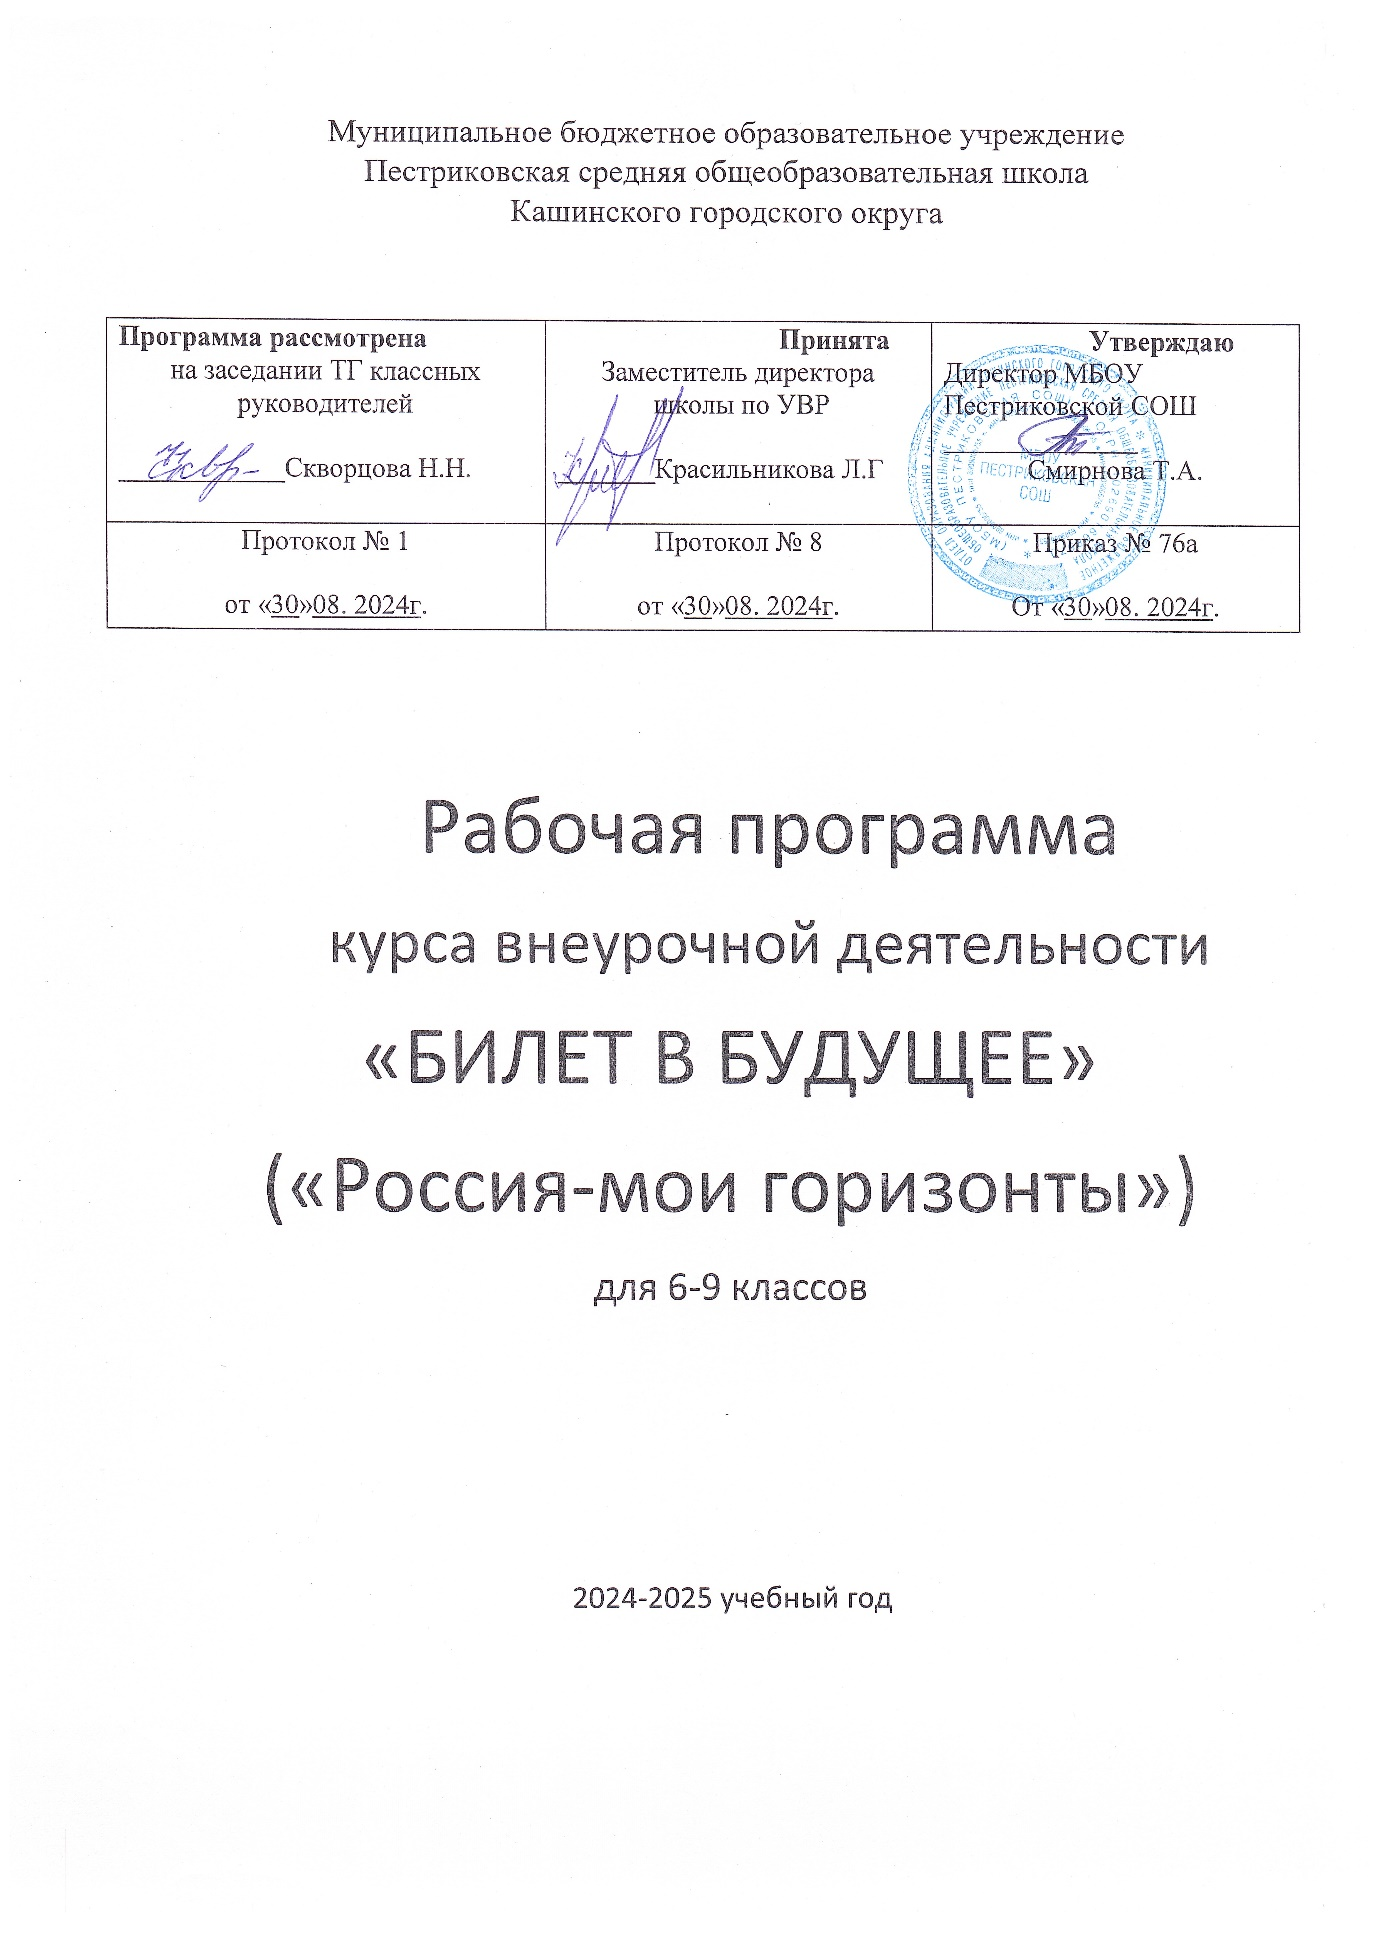 Муниципальное бюджетное образовательное учреждение
Пестриковская средняя общеобразовательная школа
Кашинского городского округа
Программа рассмотрена
на заседании ТГ классных
руководителей
Скворцова Н.Н.
Принята
Заместитель директора
школы по УВР
Красильникова Л.Г
Утверждаю
Директор МБОУ
Пестриковской СОШ
Смирнова Т.А.
ПЕСТРИКОВСКАЯ
СОШ
Протокол № 1
от «30»08. 2024г.
Протокол № 8
от «30»08. 2024г.
Приказ № 76а
От «30»08. 2024г.
Рабочая программа
курса внеурочной деятельности
«БИЛЕТ В БУДУЩЕЕ»
(«Россия-мои горизонты»)
для 6-9 классов
2024-2025 учебный год